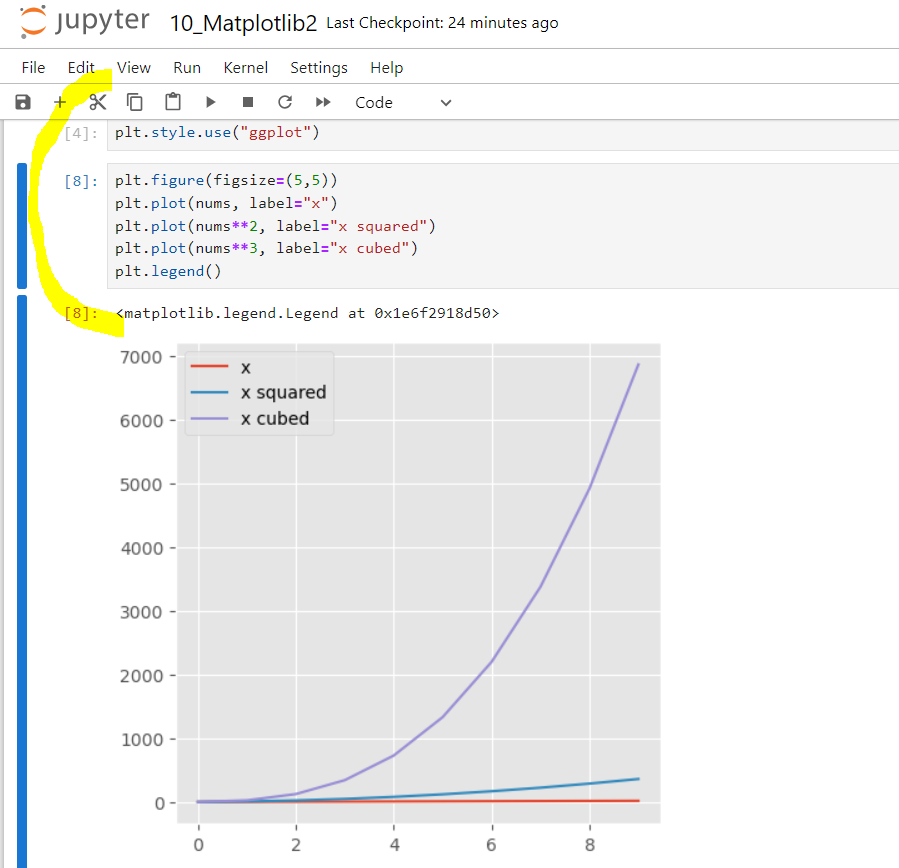 jupyter 10_Matplotlib2 Last Checkpoint: 24 minutes ago
File Edit View Run Kernel Settings Help
Code
[4]: plt.style.use("ggplot")
[8]: plt.figure(figsize=(5,5))
plt.plot(nums, label="x")
plt.plot(nums**2, label="x squared")
plt.plot(nums**3, label="x cubed")
plt.legend()
[8]: <matplotlib.legend.Legend at 0x1e6f2918d50>
x
x squared
x cubed
7000
6000
5000
4000
3000
2000
1000
0
0 2 4 6 8